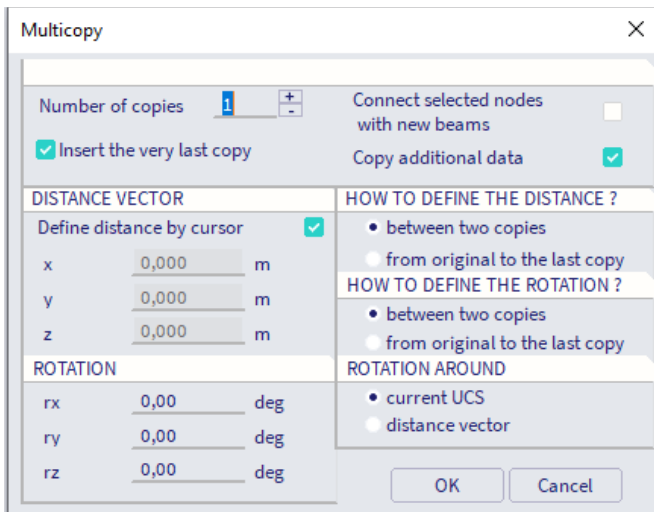 Multicopy
Number of copies 1 + -
Insert the very last copy
Connect selected nodes
with new beams
Copy additional data
DISTANCE VECTOR
Define distance by cursor
x 0,000 m
y 0,000 m
z 0,000 m
ROTATION
rx 0,00 deg
ry 0,00 deg
rz 0,00 deg
HOW TO DEFINE THE DISTANCE ?
between two copies
from original to the last copy
HOW TO DEFINE THE ROTATION ?
between two copies
from original to the last copy
ROTATION AROUND
current UCS
distance vector
OK Cancel